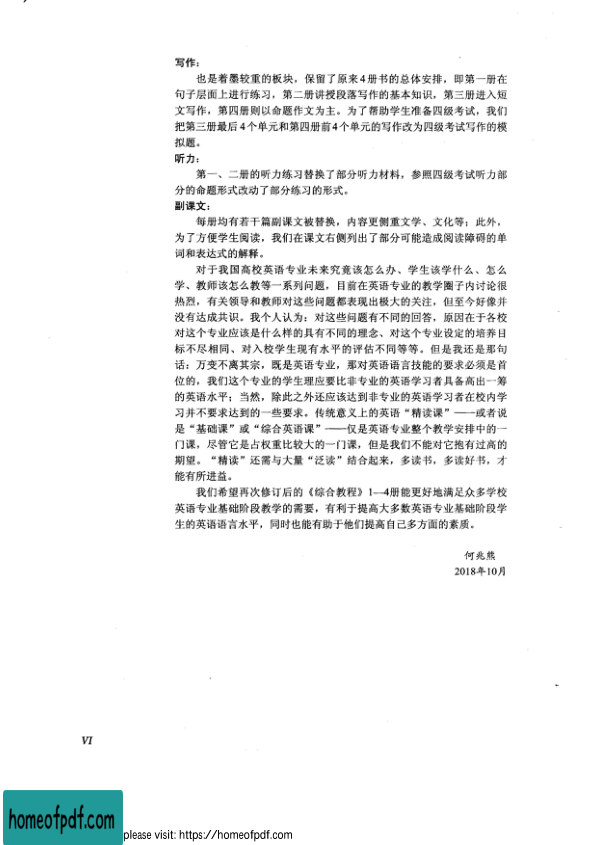 写作：
也是着墨较重的板块，保留了原来4册书的总体安排，即第一册在
句子层面上进行练习，第二册讲授段落写作的基本知识，第三册进入短
文写作，第四册则以命题作文为主。为了帮助学生准备四级考试，我们
把第三册最后4个单元和第四册前4个单元的写作改为四级考试写作的模
拟题。
听力：
第一、二册的听力练习替换了部分听力材料，参照四级考试听力部
分的命题形式改动了部分练习的形式。
副课文：
每册均有若干篇副课文被替换，内容更侧重文学、文化等；此外，
为了方便学生阅读，我们在课文右侧列出了部分可能造成阅读障碍的单
词和表达式的解释。
对于我国高校英语专业未来究竟该怎么办、学生该学什么、怎么
学、教师该怎么教等一系列问题，目前在英语专业的教学圈子内讨论很
热烈，有关领导和教师对这些问题都表现出极大的关注，但至今好像并
没有达成共识。我个人认为：对这些问题有不同的回答，原因在于各校
对这个专业应该是什么样的具有不同的理念、对这个专业设定的培养目
标不尽相同、对入校学生现有水平的评估不同等等。但是我还是那句
话：万变不离其宗，既是英语专业，那对英语语言技能的要求必须是首
位的，我们这个专业的学生理应要比非专业的英语学习者具备高出一筹
的英语水平；当然，除此之外还应该达到非专业的英语学习者在校内学
习并不要求达到的一些要求。传统意义上的英语“精读课”——或者说
是“基础课”或“综合英语课”——仅是英语专业整个教学安排中的一
门课，尽管它是占权重比较大的一门课，但是我们不能对它抱有过高的
期望。“精读”还需与大量“泛读”结合起来，多读书，多读好书，才
能有所进益。
我们希望再次修订后的《综合教程》1—4册能更好地满足众多学校
英语专业基础阶段教学的需要，有利于提高大多数英语专业基础阶段学
生的英语语言水平，同时也能有助于他们提高自己多方面的素质。
何兆熊
2018年10月
VI
homeofpdf.com
please visit: https://homeofpdf.com